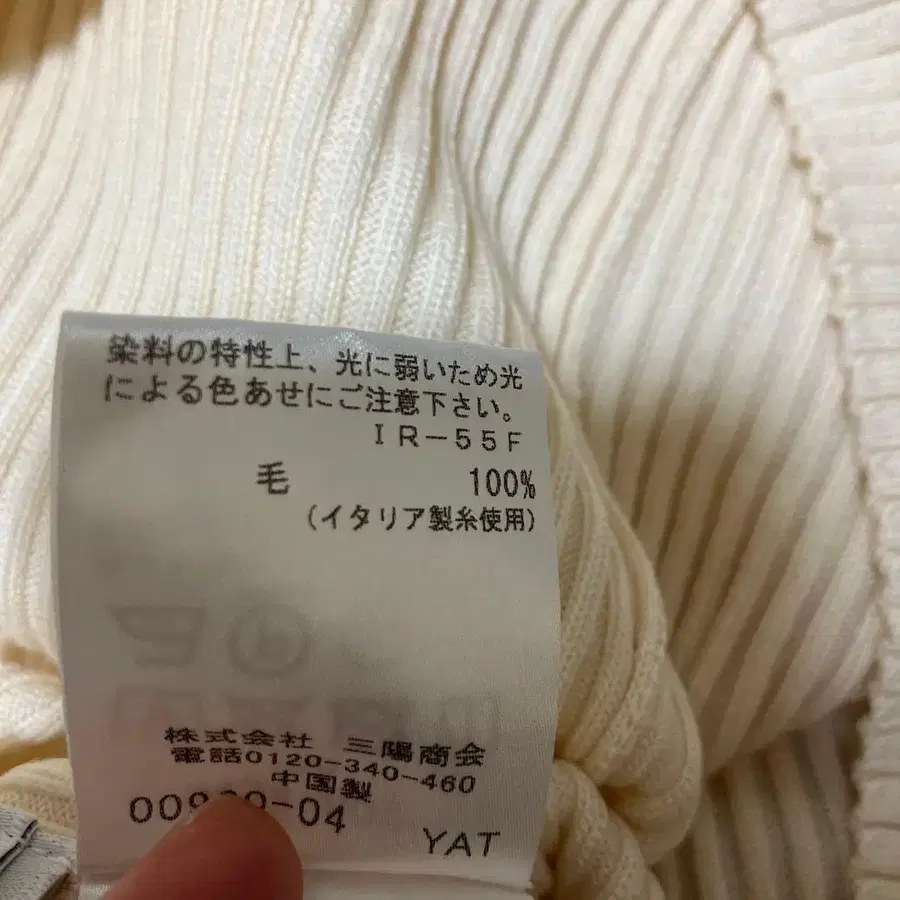 染料の特性上、光に弱いため光
による色あせにご注意下さい。
IR-55F
毛 100%
(イタリア製糸使用)
株式会社 三陽商会
電話0120-340-460
中国製
YAT